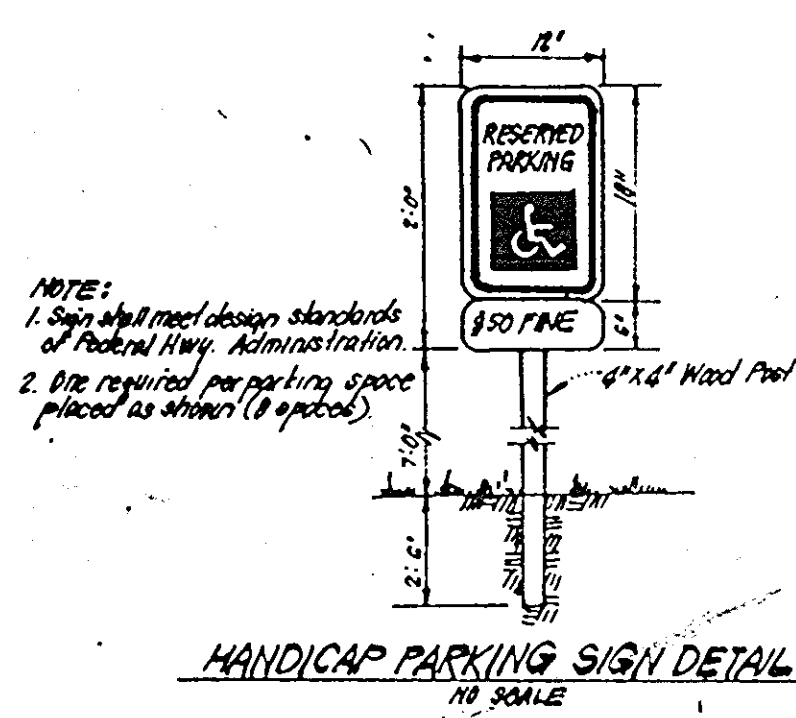 12"
RESERVED
PARKING
2'-0"
18"
NOTE:
1. Sign shall meet design standards
of Federal Hwy. Administration.
$50 FINE
6"
2. One required per parking space
placed as shown (8 spaces).
4"X4" Wood Post
7'-0"
2'-6"
HANDICAP PARKING SIGN DETAIL
NO SCALE